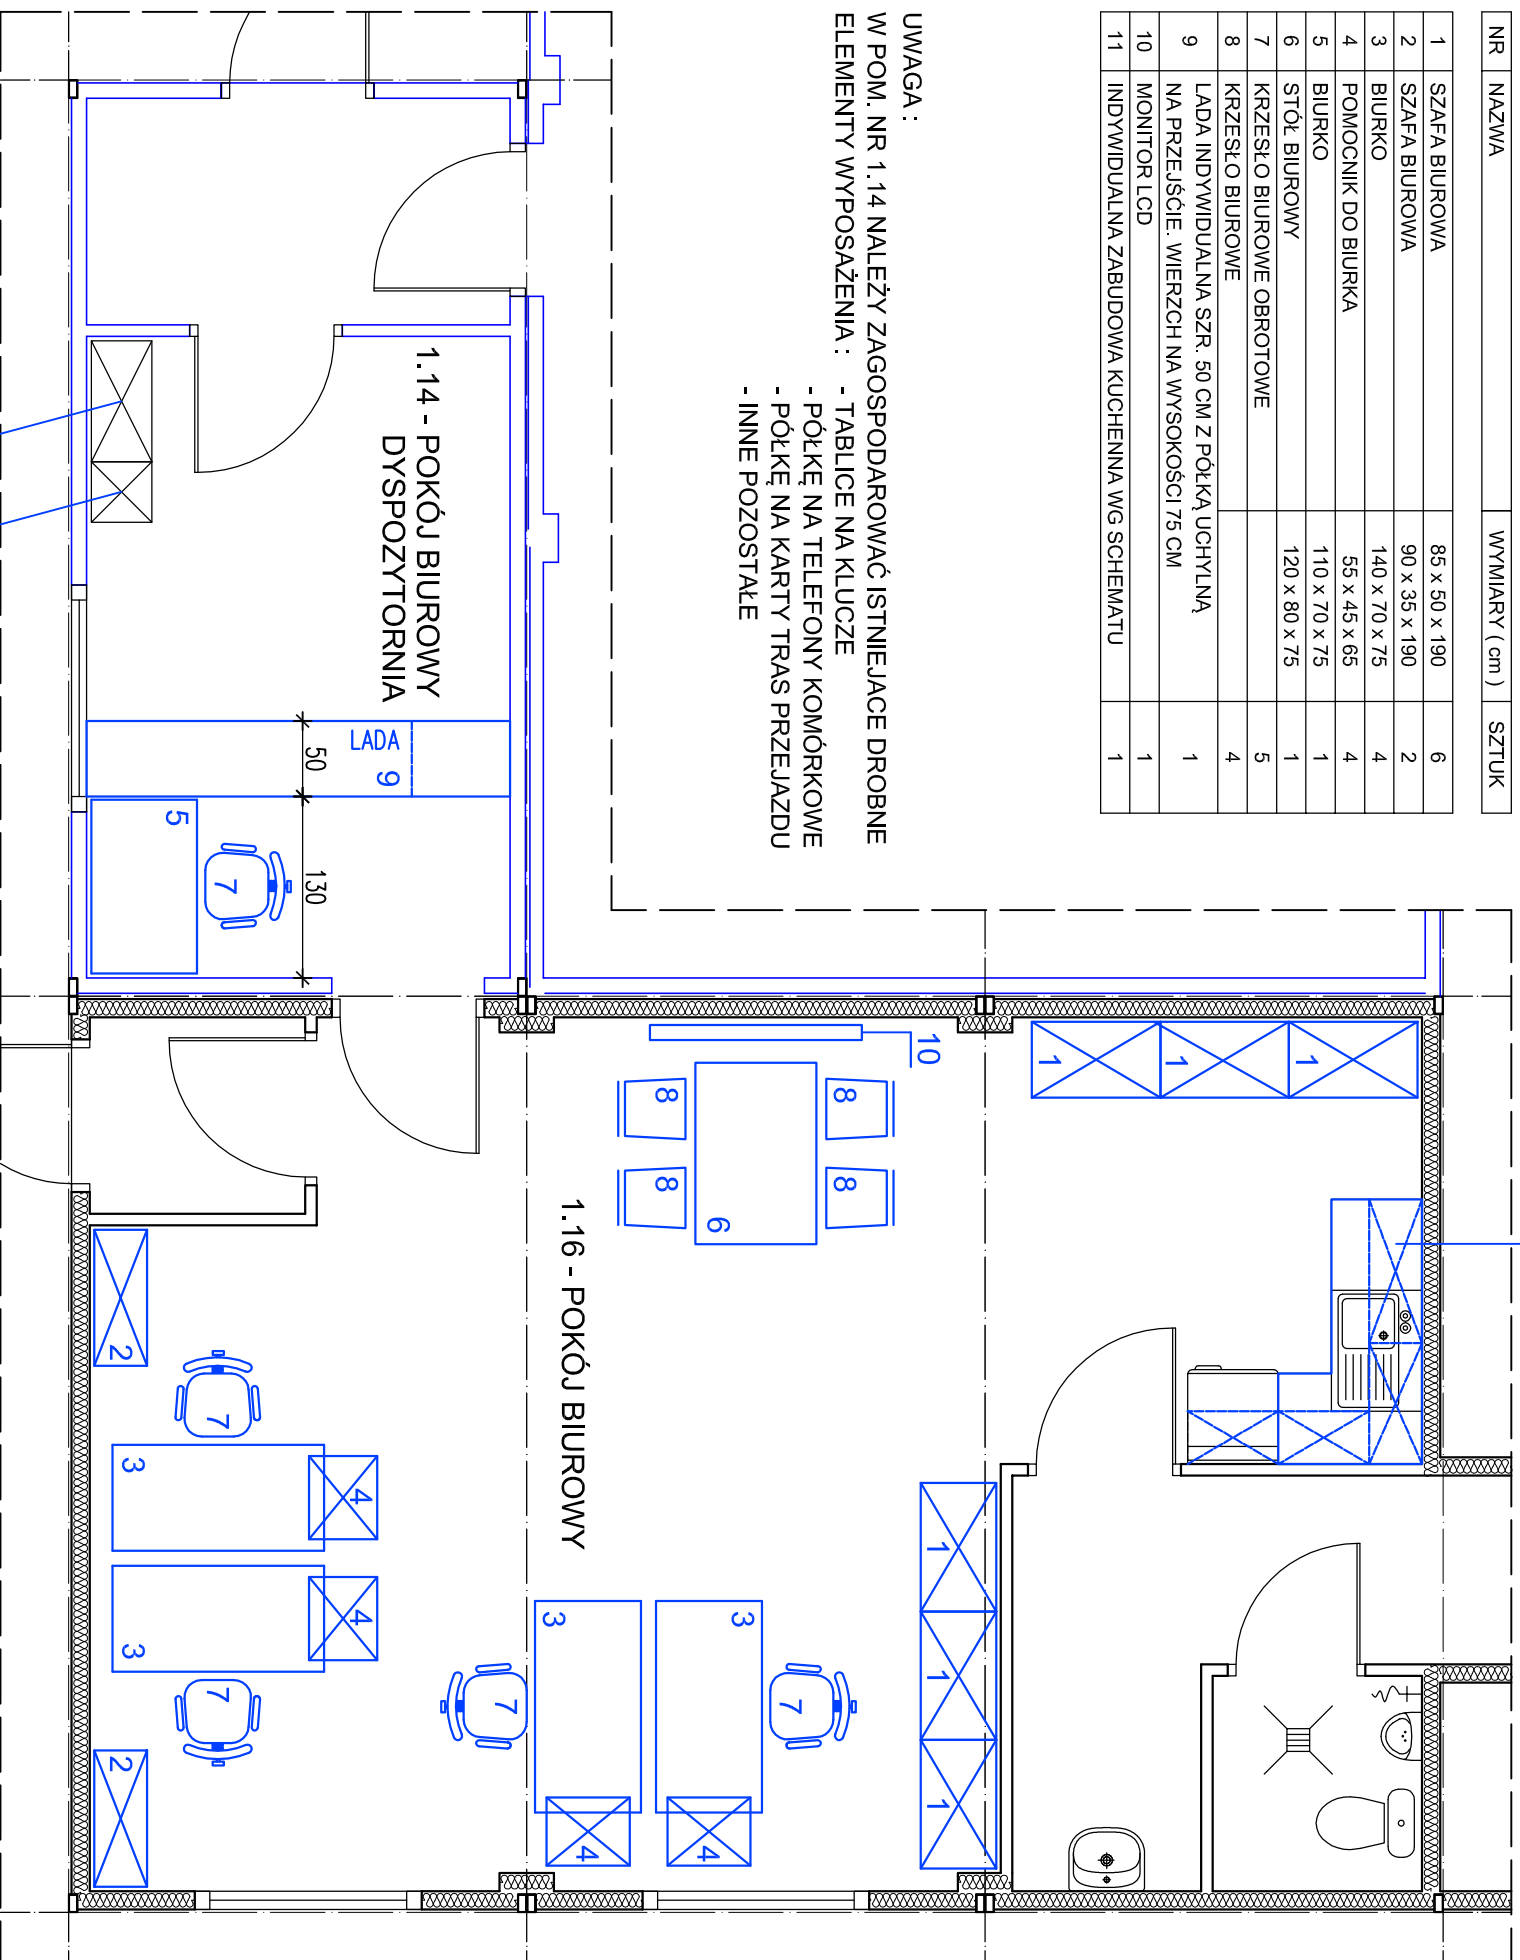 NR NAZWA WYMIARY ( cm ) SZTUK
1 SZAFA BIUROWA 85 x 50 x 190 6
2 SZAFA BIUROWA 90 x 35 x 190 2
3 BIURKO 140 x 70 x 75 4
4 POMOCNIK DO BIURKA 55 x 45 x 65 4
5 BIURKO 110 x 70 x 75 1
6 STÓŁ BIUROWY 120 x 80 x 75 1
7 KRZESŁO BIUROWE OBROTOWE 5
8 KRZESŁO BIUROWE 4
9 LADA INDYWIDUALNA SZR. 50 CM Z PÓŁKĄ UCHYLNĄ
NA PRZEJŚCIE. WIERZCH NA WYSOKOŚCI 75 CM 1
10 MONITOR LCD 1
11 INDYWIDUALNA ZABUDOWA KUCHENNA WG SCHEMATU 1
UWAGA :
W POM. NR 1.14 NALEŻY ZAGOSPODAROWAĆ ISTNIEJACE DROBNE
ELEMENTY WYPOSAŻENIA : - TABLICE NA KLUCZE
- PÓŁKĘ NA TELEFONY KOMÓRKOWE
- PÓŁKĘ NA KARTY TRAS PRZEJAZDU
- INNE POZOSTAŁE
1.14 - POKÓJ BIUROWY
DYSPOZYTORNIA
LADA
9
50
130
5
7
10
1
1
1
8
8
8
8
6
1.16 - POKÓJ BIUROWY
1
1
1
3
7
4
3
7
4
2
7
3
4
3
4
7
2